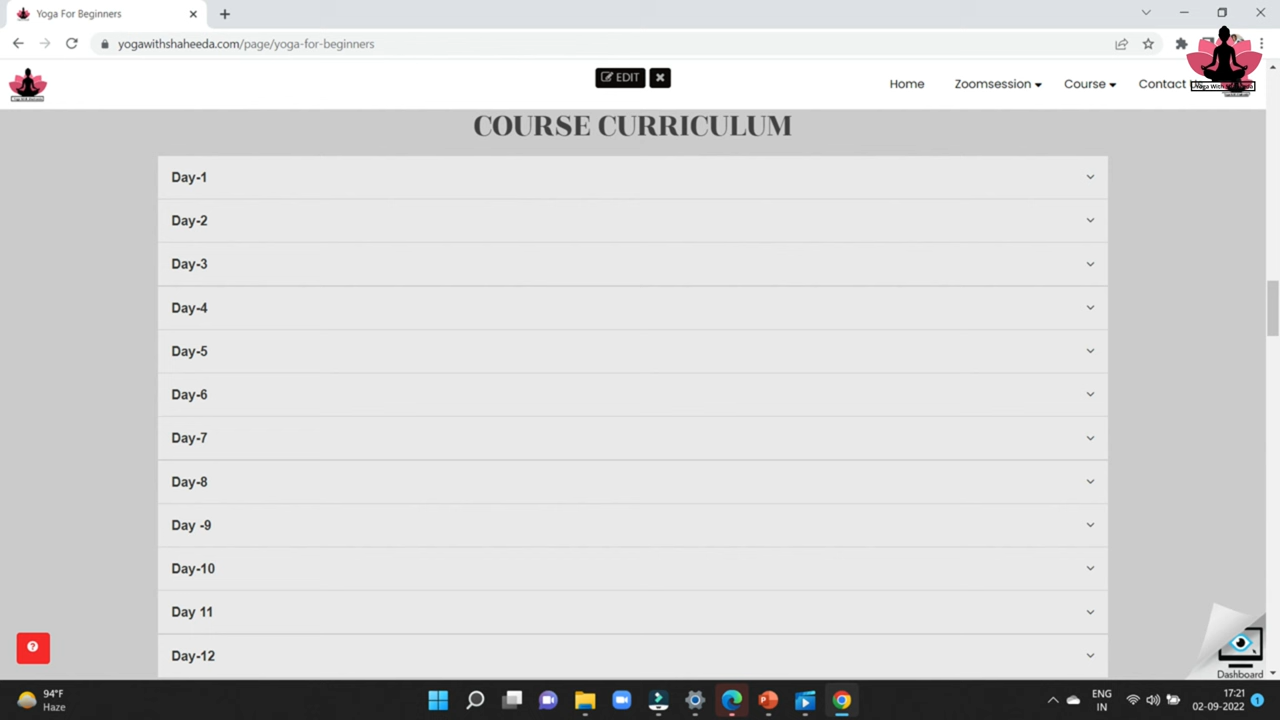 Yoga For Beginners
yogawithshaheeda.com/page/yoga-for-beginners
EDIT
Home Zoomsession Course Contact
COURSE CURRICULUM
Day-1
Day-2
Day-3
Day-4
Day-5
Day-6
Day-7
Day-8
Day -9
Day-10
Day 11
Day-12
Dashboard
94°F
Haze
ENG
IN
17:21
02-09-2022
1